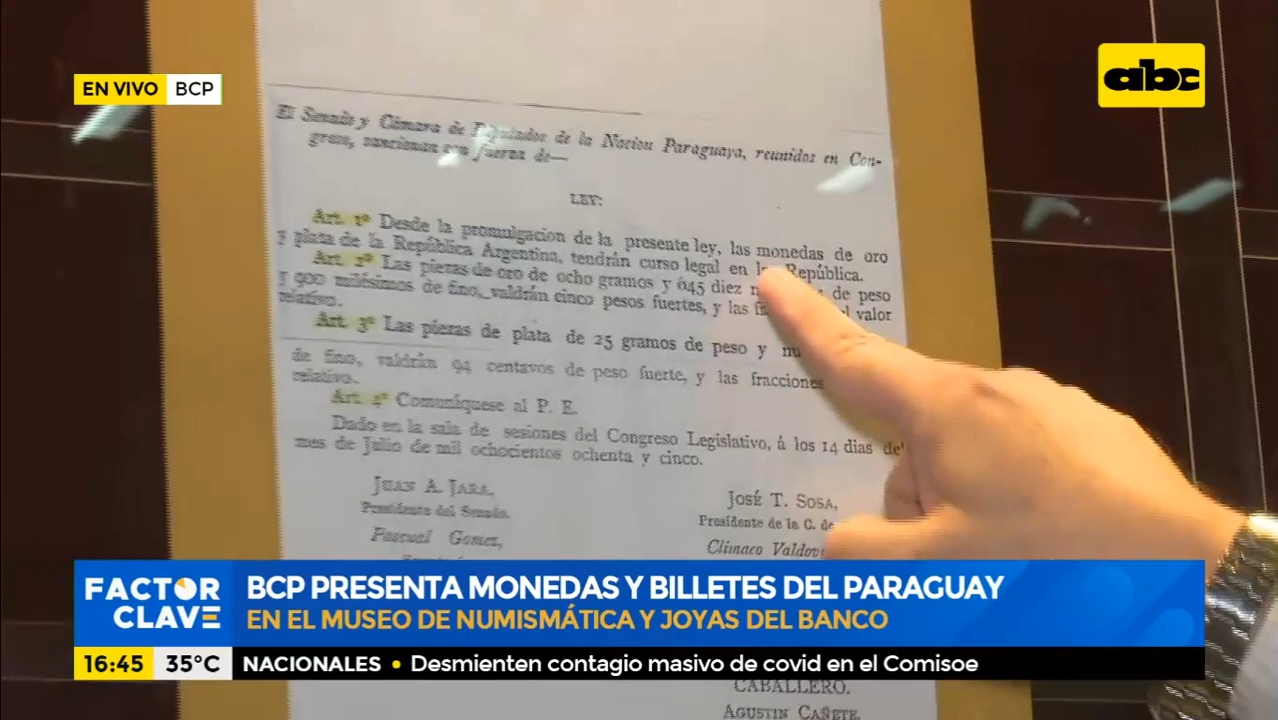 EN VIVO BCP
abc
El Senado y Cámara de Diputados de la Nacion Paraguaya, reunidos en Con-
greso, sancionan con fuerza de—
LEY:
Art. 1º Desde la promulgacion de la presente ley, las monedas de oro
y plata de la República Argentina, tendrán curso legal en la República.
Art. 2º Las piezas de oro de ocho gramos y 645 diez de peso
y 900 milésimos de fino, valdrán cinco pesos fuertes, y las valor
relativo.
Art. 3º Las piezas de plata de 25 gramos de peso y
de fino, valdrán 94 centavos de peso fuerte, y las fracciones
relativo.
Art. 4º Comuníquese al P. E.
Dado en la sala de sesiones del Congreso Legislativo, á los 14 dias del
mes de Julio de mil ochocientos ochenta y cinco.
JUAN A. JARA, JOSÉ T. SOSA,
Presidente del Senado. Presidente de la C. de
Pascual Gomez, Climaco
FACTOR CLAVE
BCP PRESENTA MONEDAS Y BILLETES DEL PARAGUAY
EN EL MUSEO DE NUMISMÁTICA Y JOYAS DEL BANCO
16:45 35°C NACIONALES • Desmienten contagio masivo de covid en el Comisoe
CABALLERO.
AGUSTIN CAÑETE.